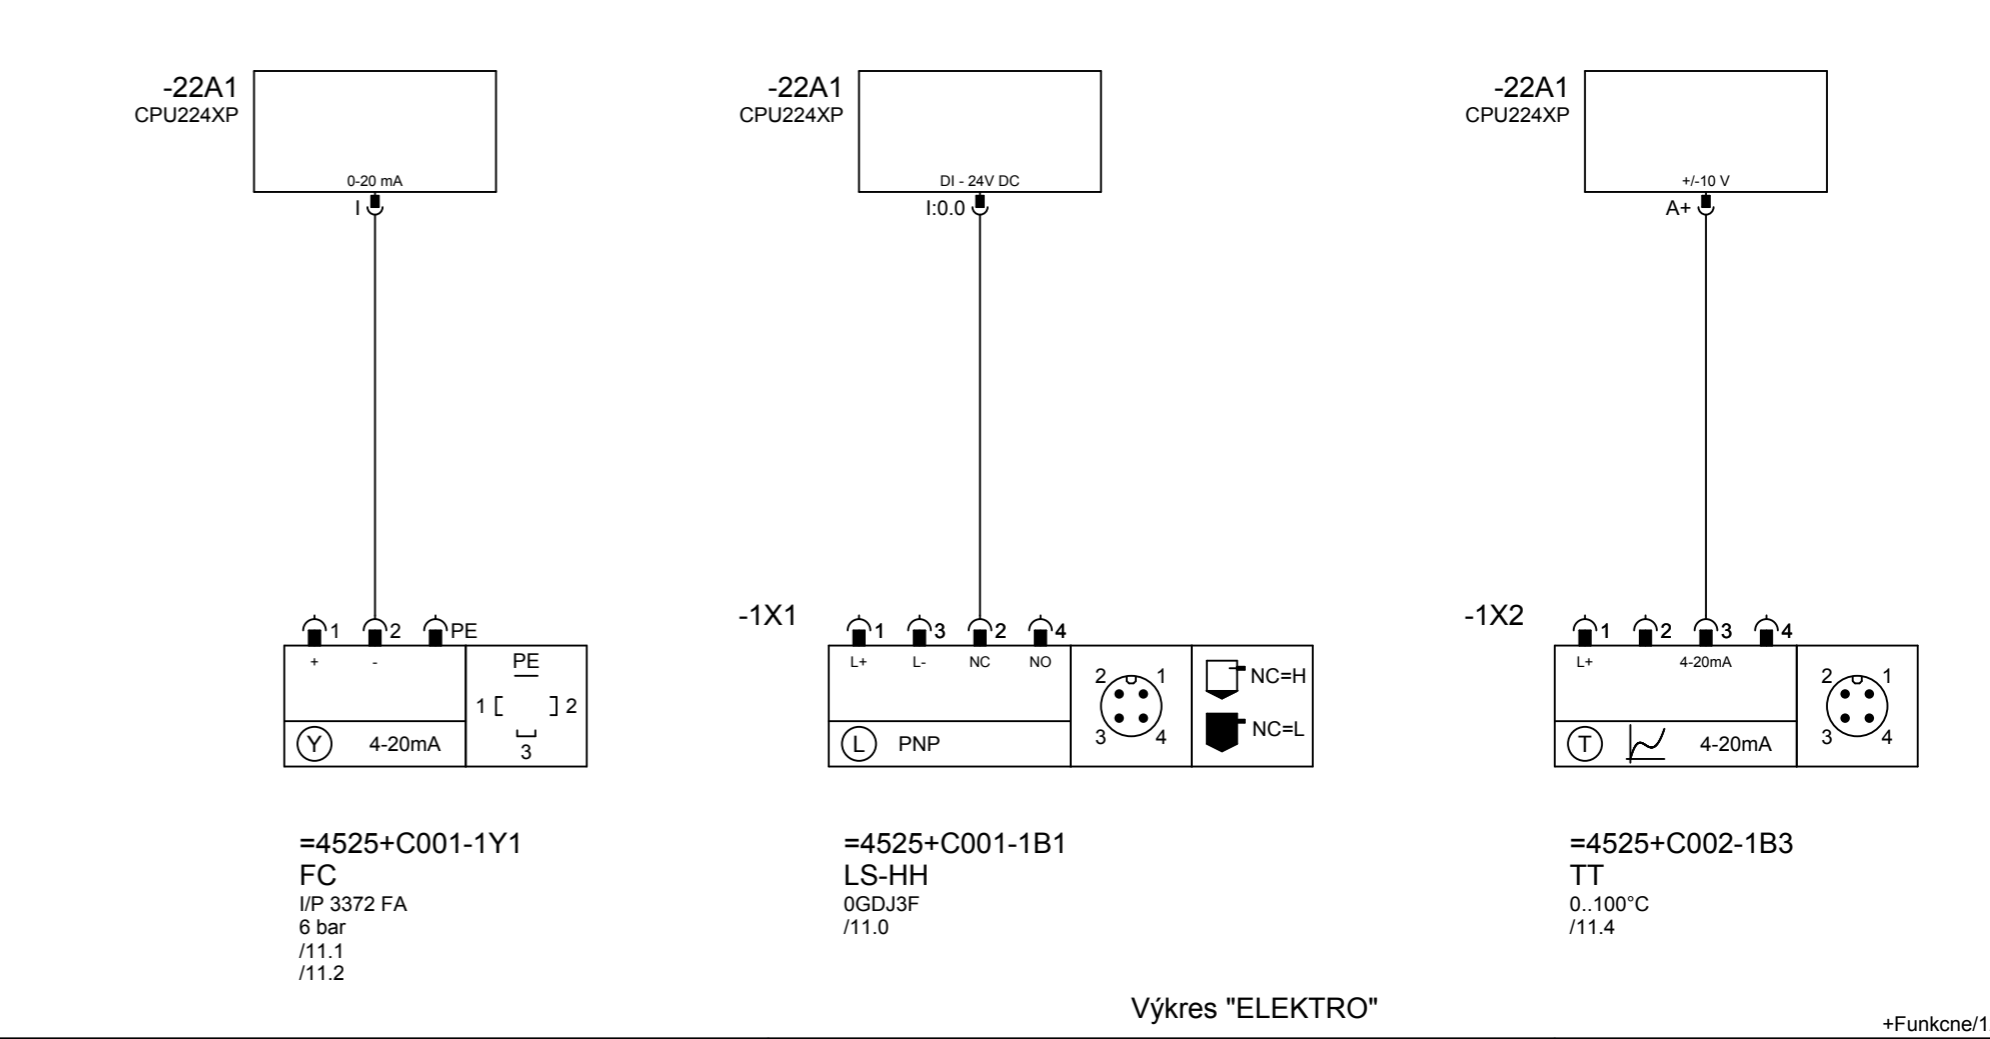 -22A1
CPU224XP
0-20 mA
I
1
2
PE
+
-
PE
1
2
3
Y
4-20mA
=4525+C001-1Y1
FC
I/P 3372 FA
6 bar
/11.1
/11.2
-22A1
CPU224XP
DI - 24V DC
I:0.0
-1X1
1
3
2
4
L+
L-
NC
NO
2
1
3
4
NC=H
NC=L
L
PNP
=4525+C001-1B1
LS-HH
0GDJ3F
/11.0
-22A1
CPU224XP
+/-10 V
A+
-1X2
1
2
3
4
L+
4-20mA
2
1
3
4
T
4-20mA
=4525+C002-1B3
TT
0..100°C
/11.4
Výkres "ELEKTRO"